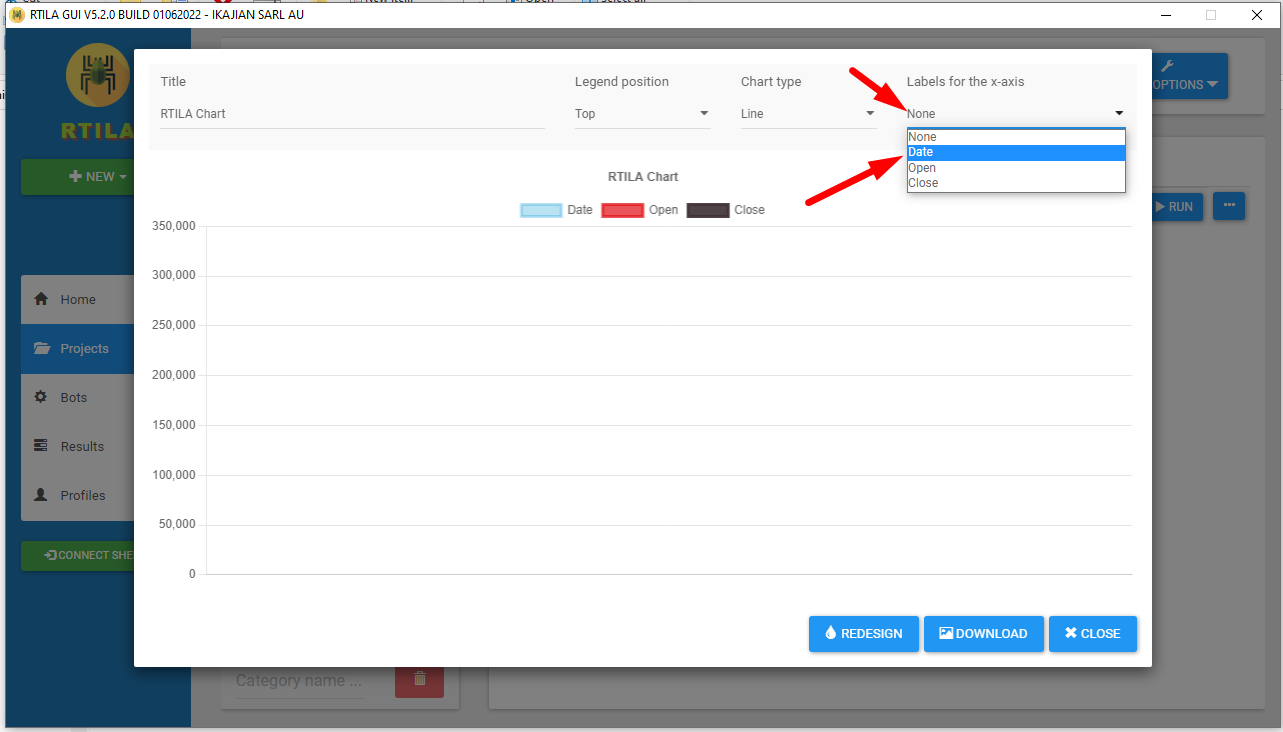 RTILA GUI V5.2.0 BUILD 01062022 - IKAJIAN SARL AU
RTILA
NEW
Home
Projects
Bots
Results
Profiles
CONNECT SHE
OPTIONS
RUN
Title
Legend position
Chart type
Labels for the x-axis
RTILA Chart
Top
Line
None
None
Date
Open
Close
RTILA Chart
Date
Open
Close
350,000
300,000
250,000
200,000
150,000
100,000
50,000
0
REDESIGN
DOWNLOAD
CLOSE
Category name ...